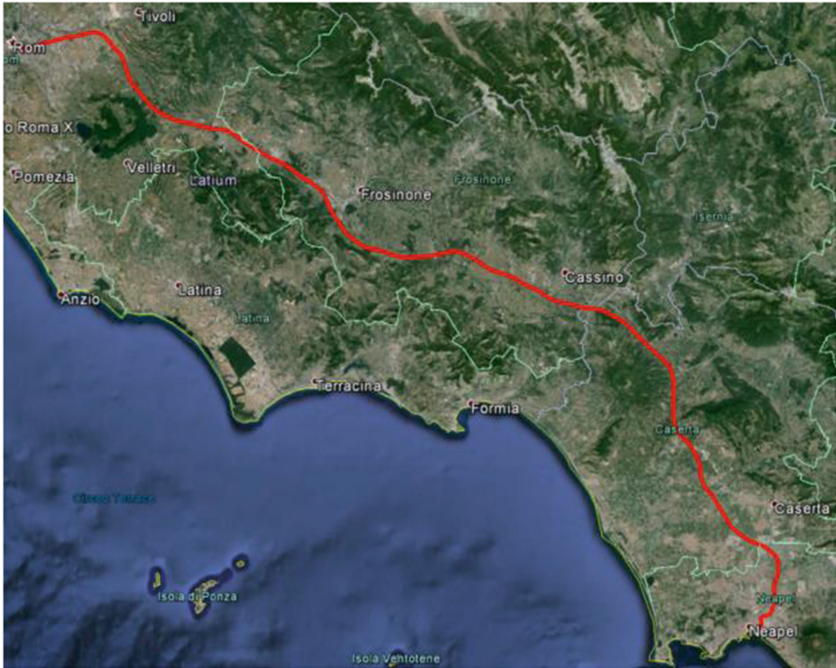 Tivoli
Rom
o Roma X
Velletri
Pomezia
Latium
Frosinone
Frosinone
Isernia
Cassino
Anzio
Latina
Latina
Terracina
Formia
Caserta
Circeo Terrace
Caserta
Isola di Ponza
Neapel
Neapel
Isola Ventotene